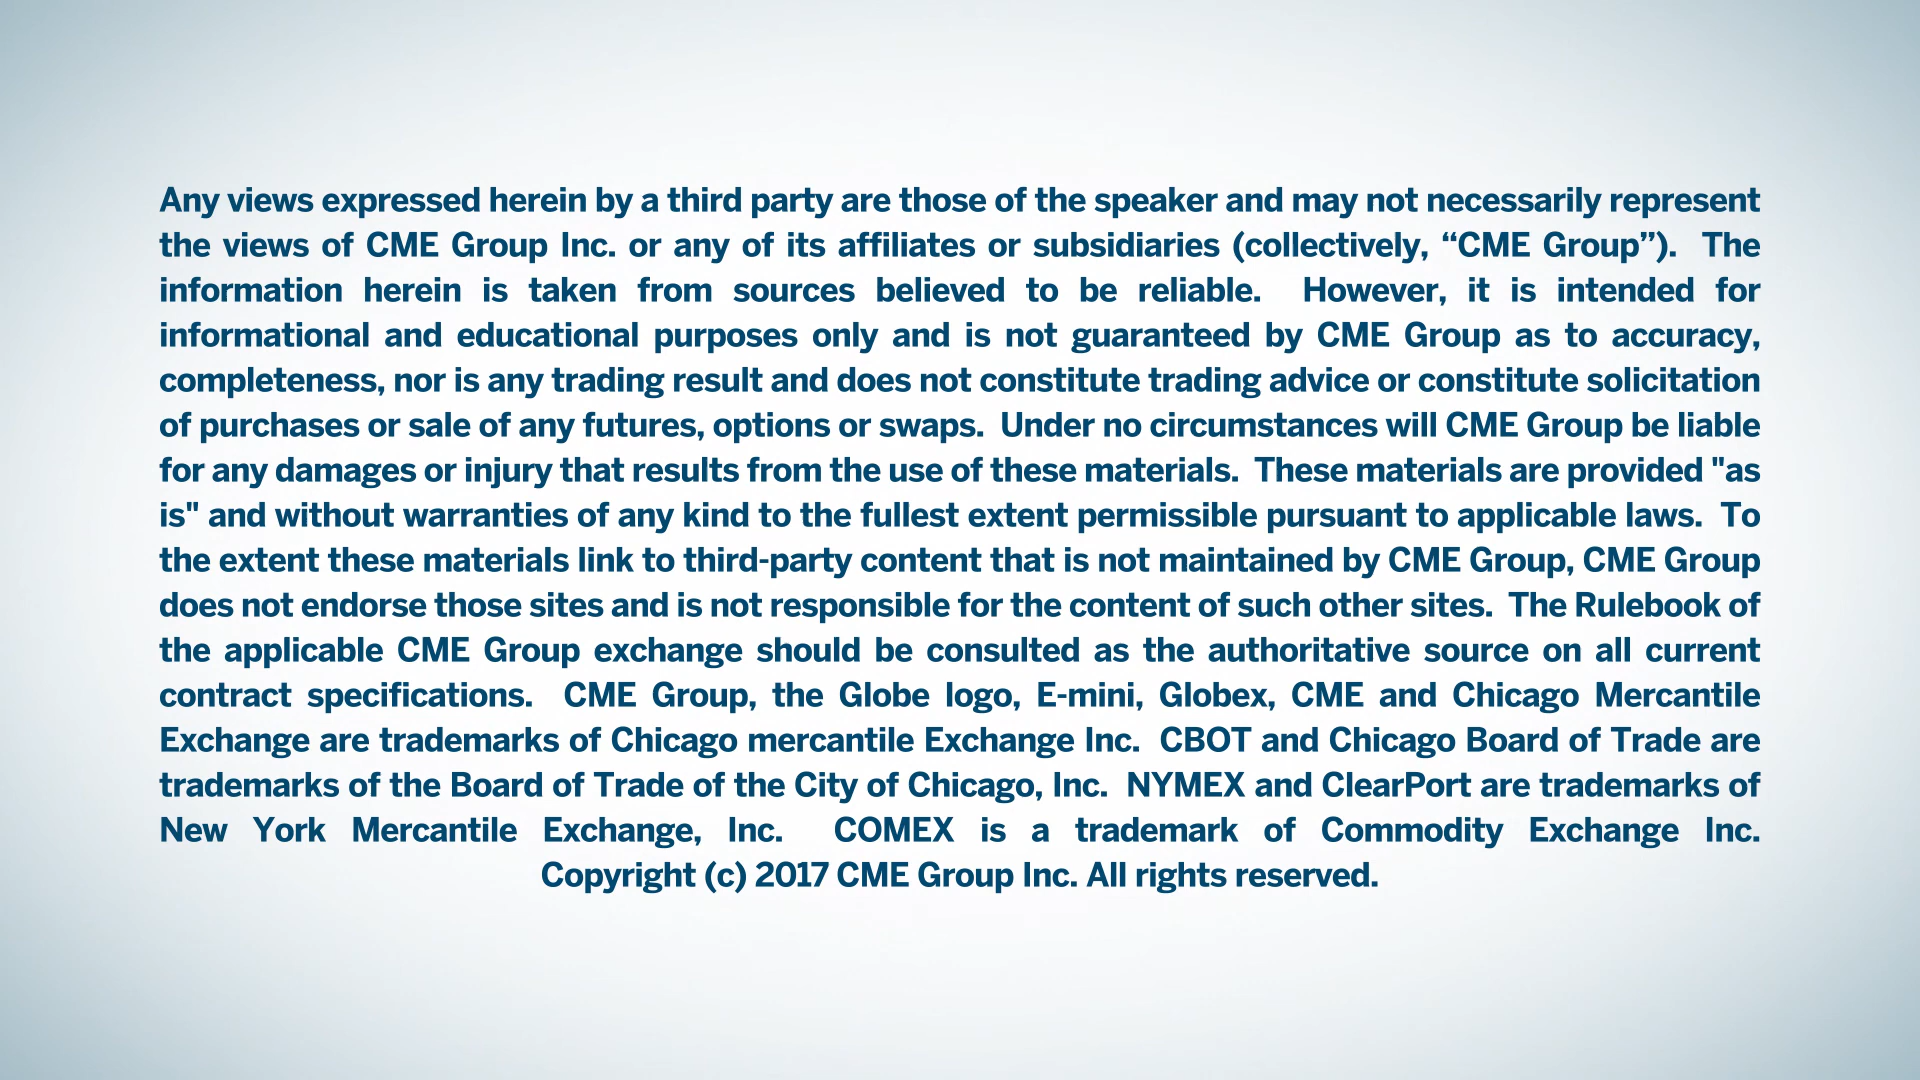 Any views expressed herein by a third party are those of the speaker and may not necessarily represent
the views of CME Group Inc. or any of its affiliates or subsidiaries (collectively, “CME Group”). The
information herein is taken from sources believed to be reliable. However, it is intended for
informational and educational purposes only and is not guaranteed by CME Group as to accuracy,
completeness, nor is any trading result and does not constitute trading advice or constitute solicitation
of purchases or sale of any futures, options or swaps. Under no circumstances will CME Group be liable
for any damages or injury that results from the use of these materials. These materials are provided "as
is" and without warranties of any kind to the fullest extent permissible pursuant to applicable laws. To
the extent these materials link to third-party content that is not maintained by CME Group, CME Group
does not endorse those sites and is not responsible for the content of such other sites. The Rulebook of
the applicable CME Group exchange should be consulted as the authoritative source on all current
contract specifications. CME Group, the Globe logo, E-mini, Globex, CME and Chicago Mercantile
Exchange are trademarks of Chicago mercantile Exchange Inc. CBOT and Chicago Board of Trade are
trademarks of the Board of Trade of the City of Chicago, Inc. NYMEX and ClearPort are trademarks of
New York Mercantile Exchange, Inc. COMEX is a trademark of Commodity Exchange Inc.
Copyright (c) 2017 CME Group Inc. All rights reserved.